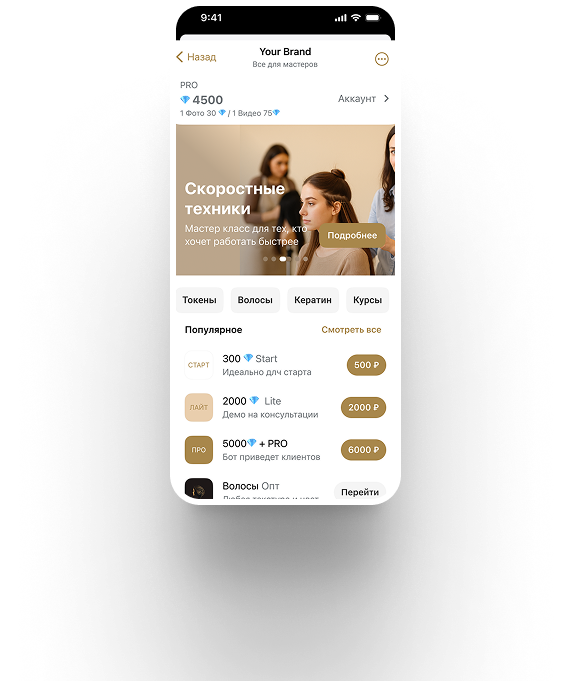 9:41
Назад
Your Brand
Все для мастеров
PRO
💎 4500
1 Фото 30 💎 / 1 Видео 75💎
Аккаунт
Скоростные
техники
Мастер класс для тех, кто
хочет работать быстрее
Подробнее
Токены
Волосы
Кератин
Курсы
Популярное
Смотреть все
СТАРТ
300 💎 Start
Идеально длч старта
500 ₽
ЛАЙТ
2000 💎 Lite
Демо на консультации
2000 ₽
ПРО
5000💎 + PRO
Бот приведет клиентов
6000 ₽
Волосы Опт
Перейти